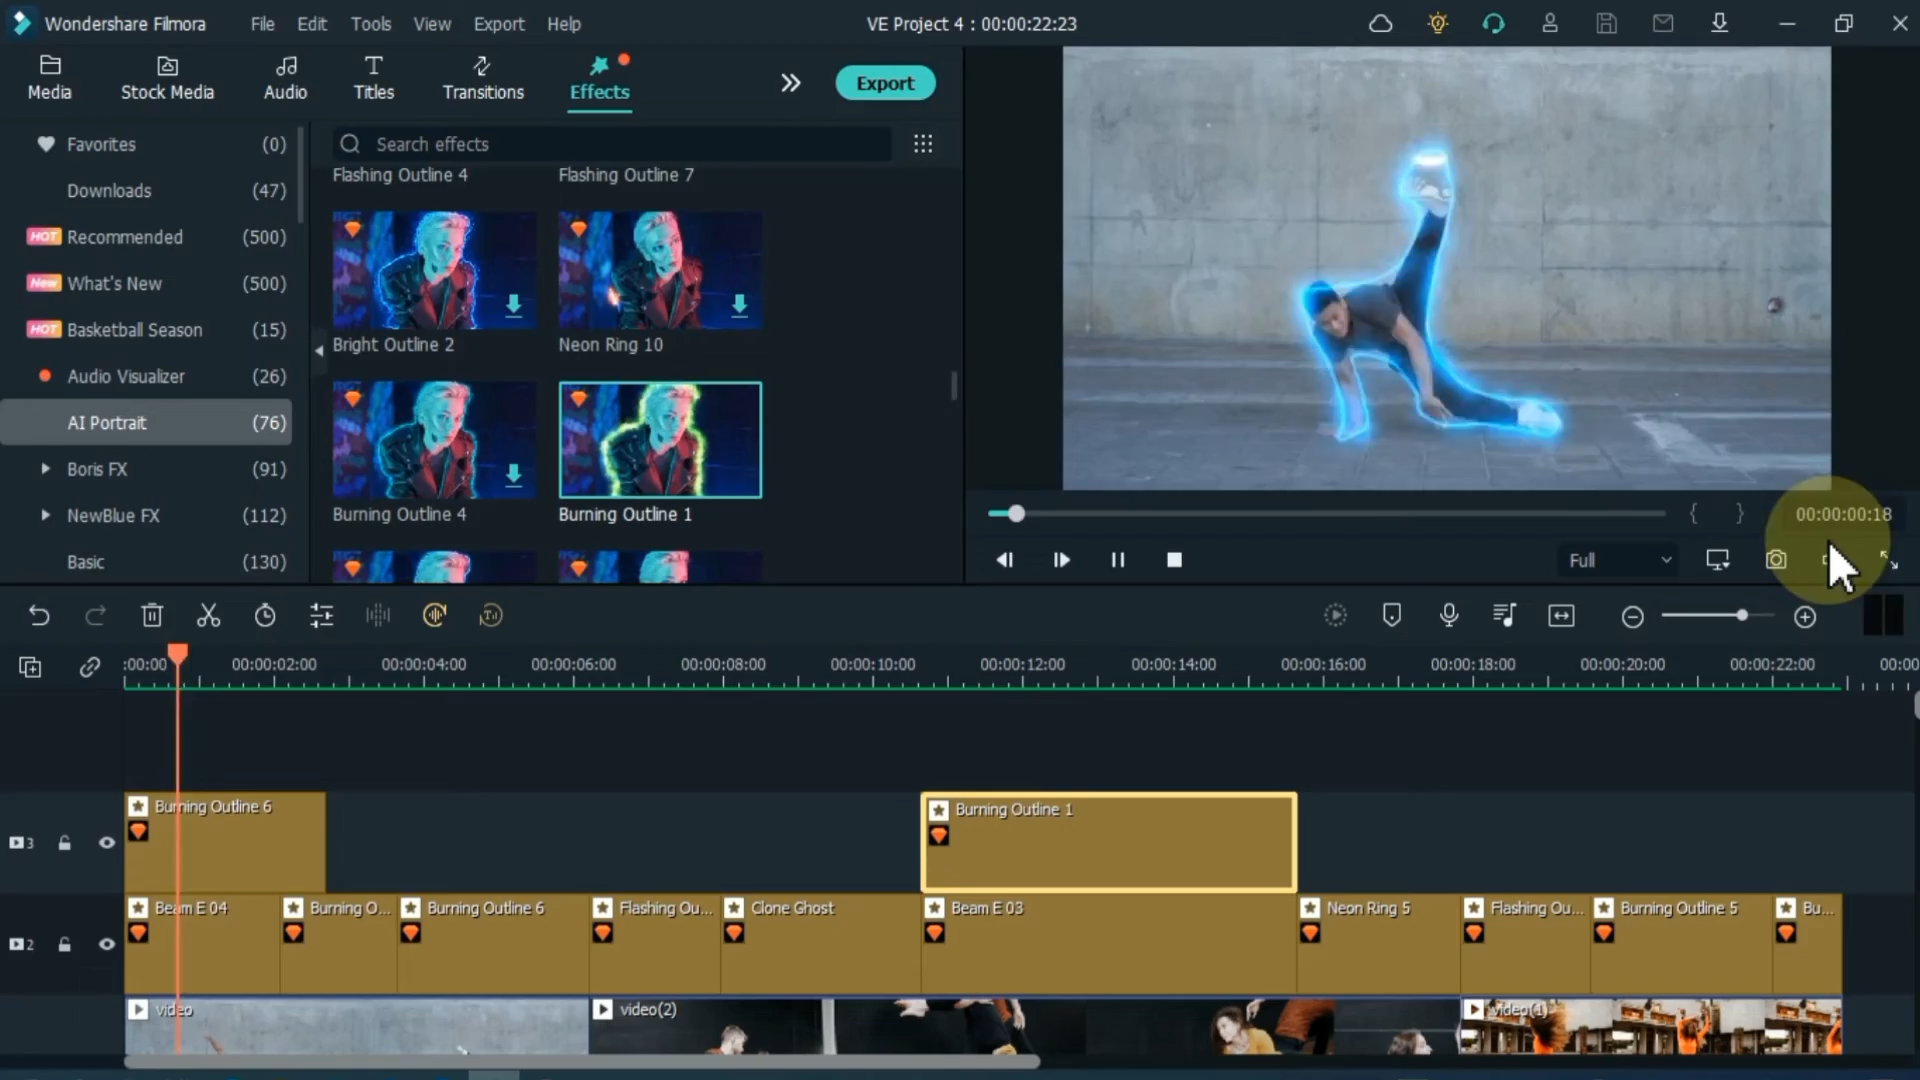 Wondershare Filmora File Edit Tools View Export Help VE Project 4 : 00:00:22:23
Media Stock Media Audio Titles Transitions Effects Export
Favorites (0)
Downloads (47)
HOT Recommended (500)
New What's New (500)
HOT Basketball Season (15)
Audio Visualizer (26)
AI Portrait (76)
Boris FX (91)
NewBlue FX (112)
Basic (130)
Search effects
Flashing Outline 4 Flashing Outline 7
Bright Outline 2 Neon Ring 10
Burning Outline 4 Burning Outline 1
{ } 00:00:00:18
Full
:00:00 00:00:02:00 00:00:04:00 00:00:06:00 00:00:08:00 00:00:10:00 00:00:12:00 00:00:14:00 00:00:16:00 00:00:18:00 00:00:20:00 00:00:22:00 00:00
3 Burning Outline 6 Burning Outline 1
2 Beam E 04 Burning O... Burning Outline 6 Flashing Ou... Clone Ghost Beam E 03 Neon Ring 5 Flashing Ou... Burning Outline 5 Bu...
video video(2) video(1)